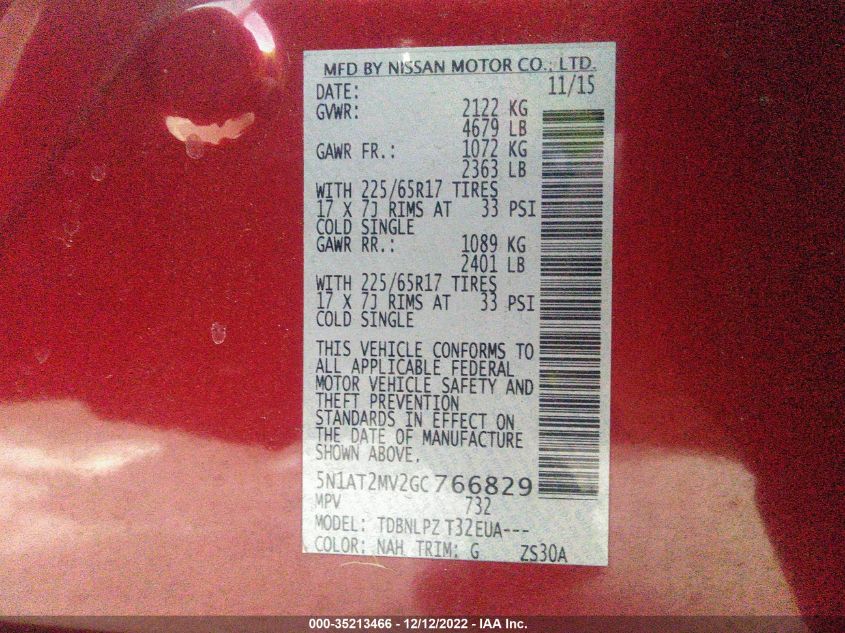 MFD BY NISSAN MOTOR CO., LTD.
DATE: 11/15
GVWR: 2122 KG
4679 LB
GAWR FR.: 1072 KG
2363 LB
WITH 225/65R17 TIRES
17 X 7J RIMS AT 33 PSI
COLD SINGLE
GAWR RR.: 1089 KG
2401 LB
WITH 225/65R17 TIRES
17 X 7J RIMS AT 33 PSI
COLD SINGLE
THIS VEHICLE CONFORMS TO
ALL APPLICABLE FEDERAL
MOTOR VEHICLE SAFETY AND
THEFT PREVENTION
STANDARDS IN EFFECT ON
THE DATE OF MANUFACTURE
SHOWN ABOVE.
5N1AT2MV2GC766829
MPV 732
MODEL: TDBNLPZ T32EUA---
COLOR: NAH TRIM: G ZS30A
000-35213466 - 12/12/2022 - IAA Inc.